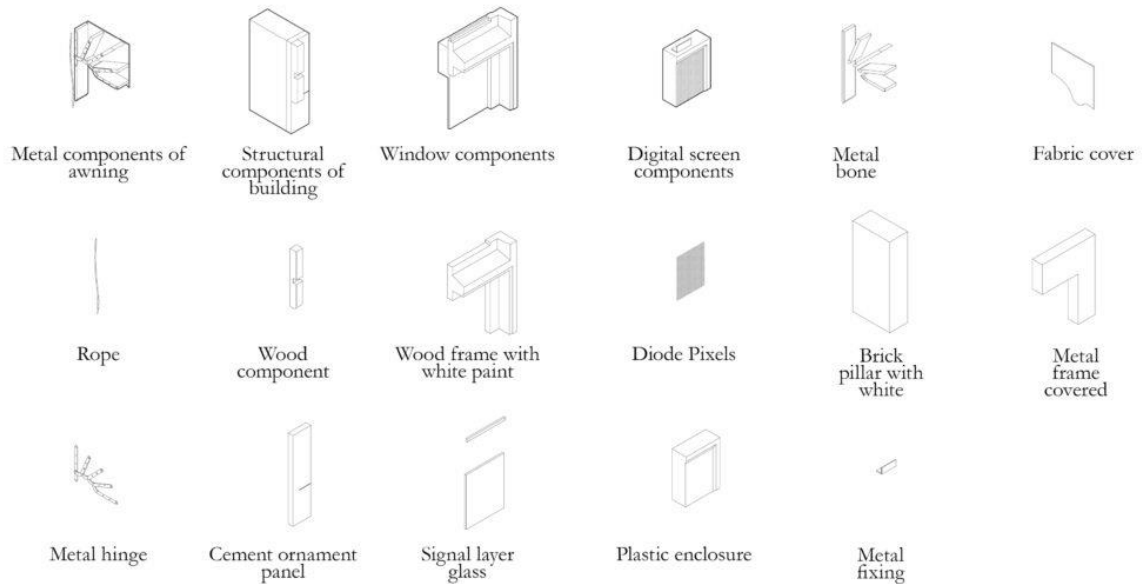 Metal components of
awning
Structural
components of
building
Window components
Digital screen
components
Metal
bone
Fabric cover
Rope
Wood
component
Wood frame with
white paint
Diode Pixels
Brick
pillar with
white
Metal
frame
covered
Metal hinge
Cement ornament
panel
Signal layer
glass
Plastic enclosure
Metal
fixing